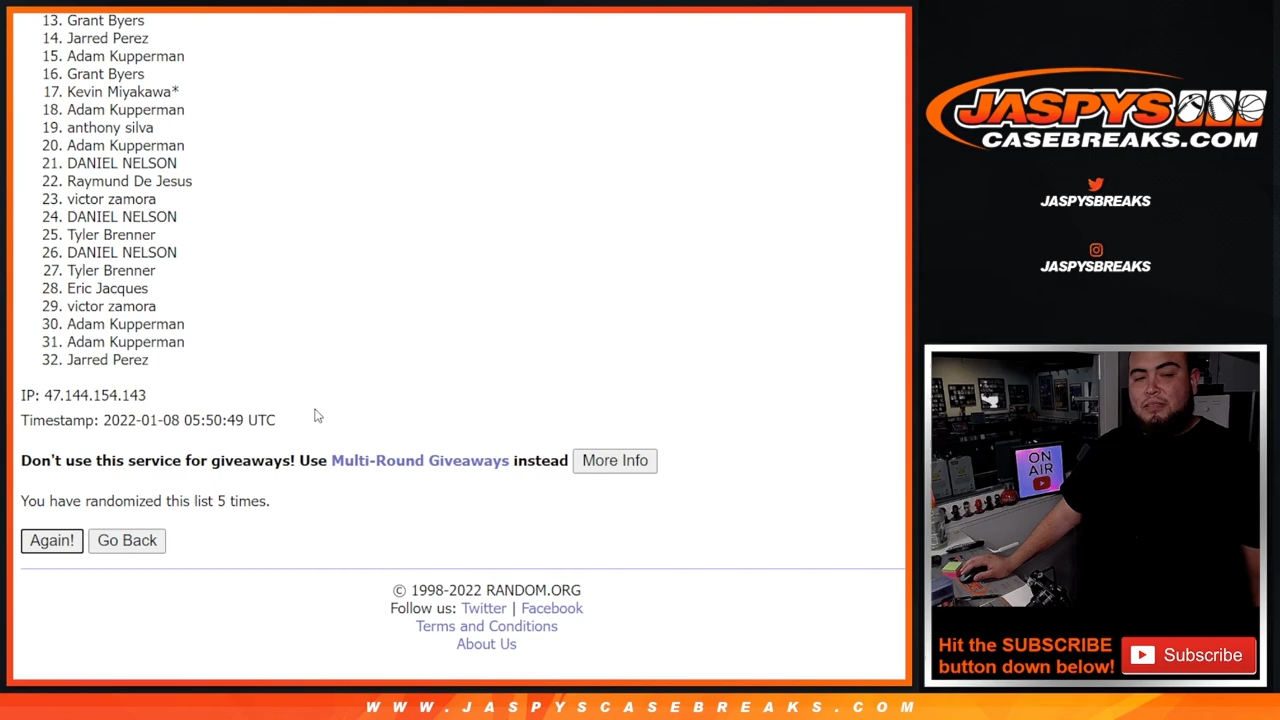 13. Grant Byers
14. Jarred Perez
15. Adam Kupperman
16. Grant Byers
17. Kevin Miyakawa*
18. Adam Kupperman
19. anthony silva
20. Adam Kupperman
21. DANIEL NELSON
22. Raymund De Jesus
23. victor zamora
24. DANIEL NELSON
25. Tyler Brenner
26. DANIEL NELSON
27. Tyler Brenner
28. Eric Jacques
29. victor zamora
30. Adam Kupperman
31. Adam Kupperman
32. Jarred Perez
IP: 47.144.154.143
Timestamp: 2022-01-08 05:50:49 UTC
Don't use this service for giveaways! Use Multi-Round Giveaways instead More Info
You have randomized this list 5 times.
Again! Go Back
© 1998-2022 RANDOM.ORG
Follow us: Twitter | Facebook
Terms and Conditions
About Us
JASPYS
CASEBREAKS.COM
JASPYSBREAKS
JASPYSBREAKS
ON
AIR
Hit the SUBSCRIBE
button down below!
Subscribe
WWW.JASPYSCASEBREAKS.COM